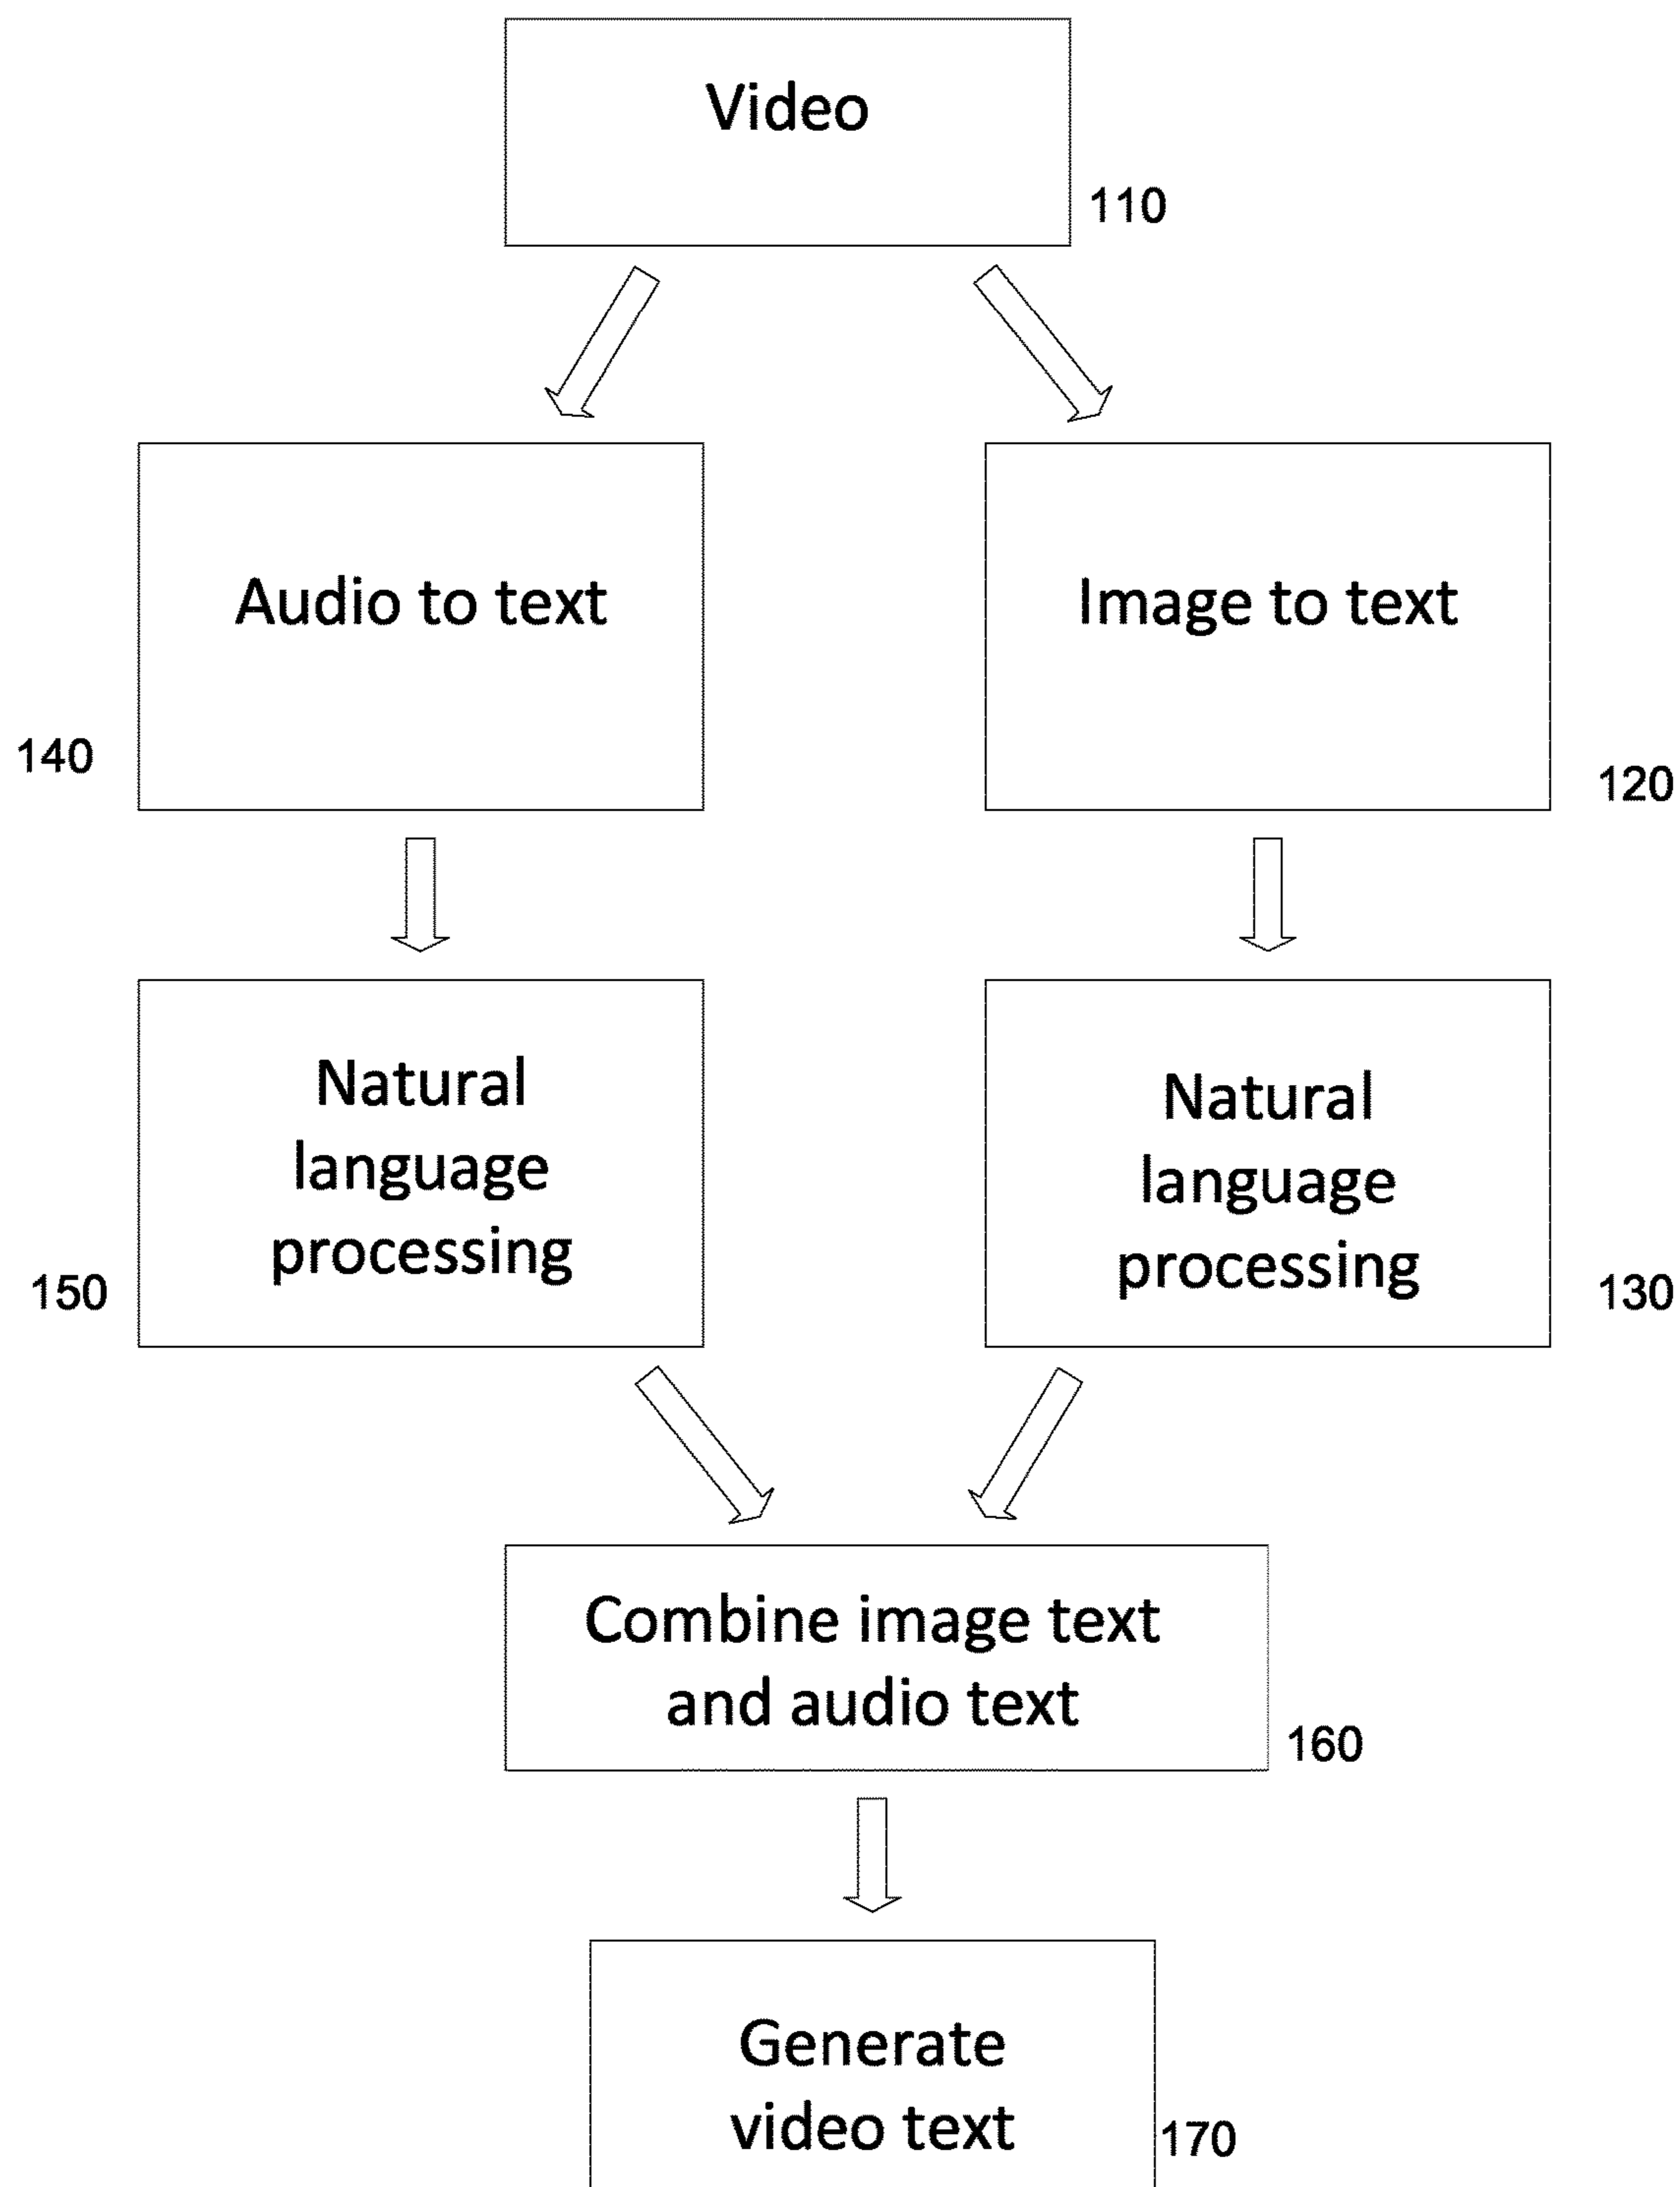 Video
110
Audio to text
140
Image to text
120
Natural
language
processing
150
Natural
language
processing
130
Combine image text
and audio text
160
Generate
video text
170